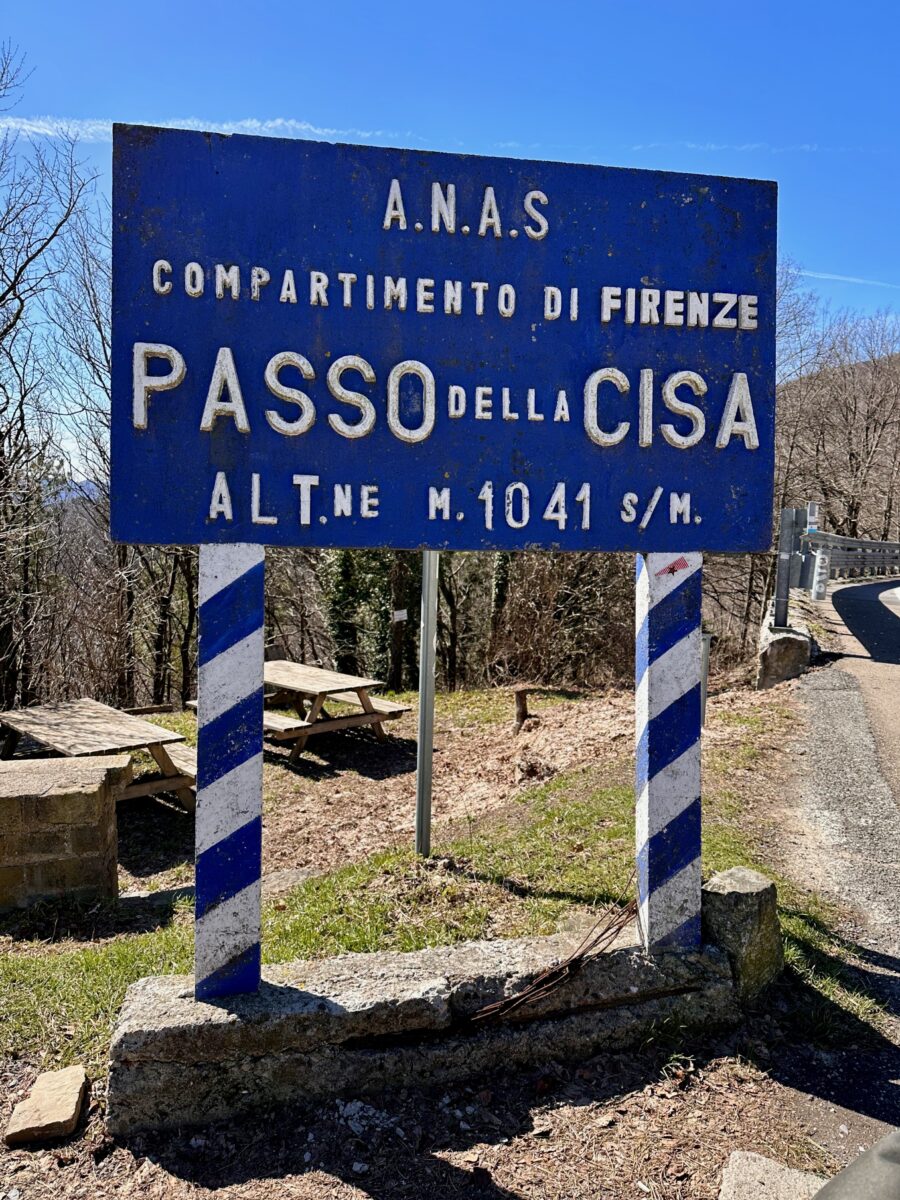 A.N.A.S
COMPARTIMENTO DI FIRENZE
PASSO DELLA CISA
ALT.NE M. 1041 S/M.